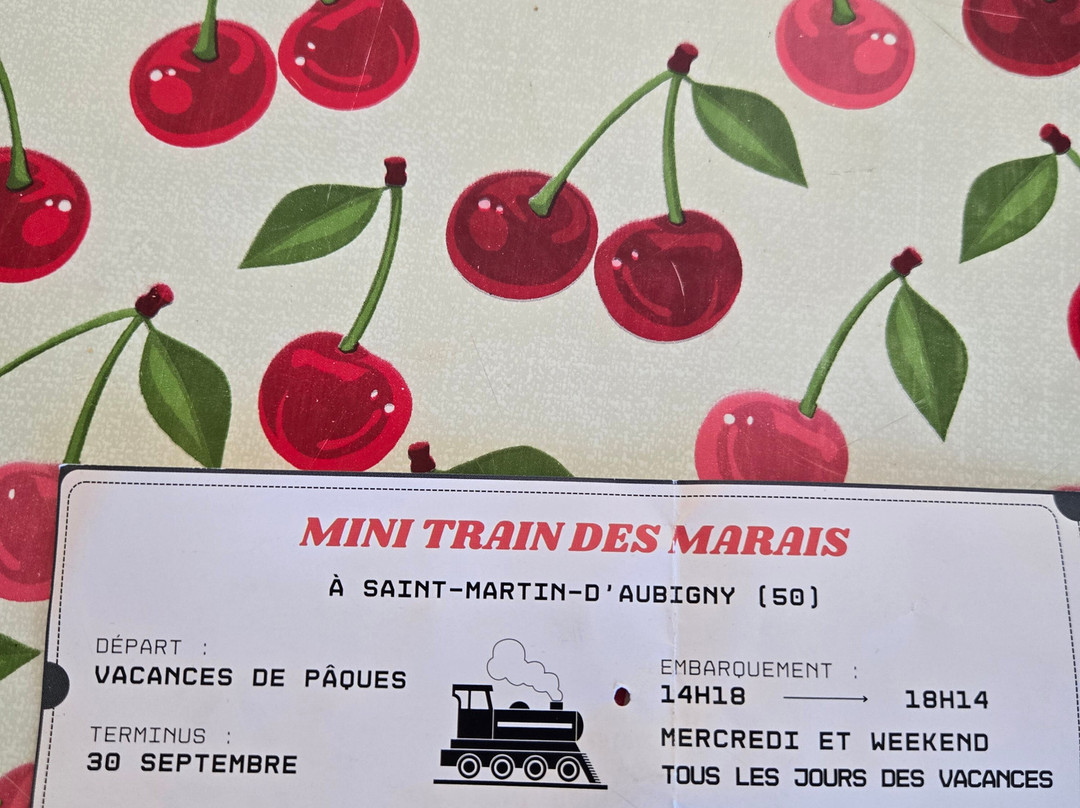 MINI TRAIN DES MARAIS
À SAINT-MARTIN-D'AUBIGNY (50)
DÉPART :
VACANCES DE PÂQUES
TERMINUS :
30 SEPTEMBRE
EMBARQUEMENT :
14H18 → 18H14
MERCREDI ET WEEKEND
TOUS LES JOURS DES VACANCES